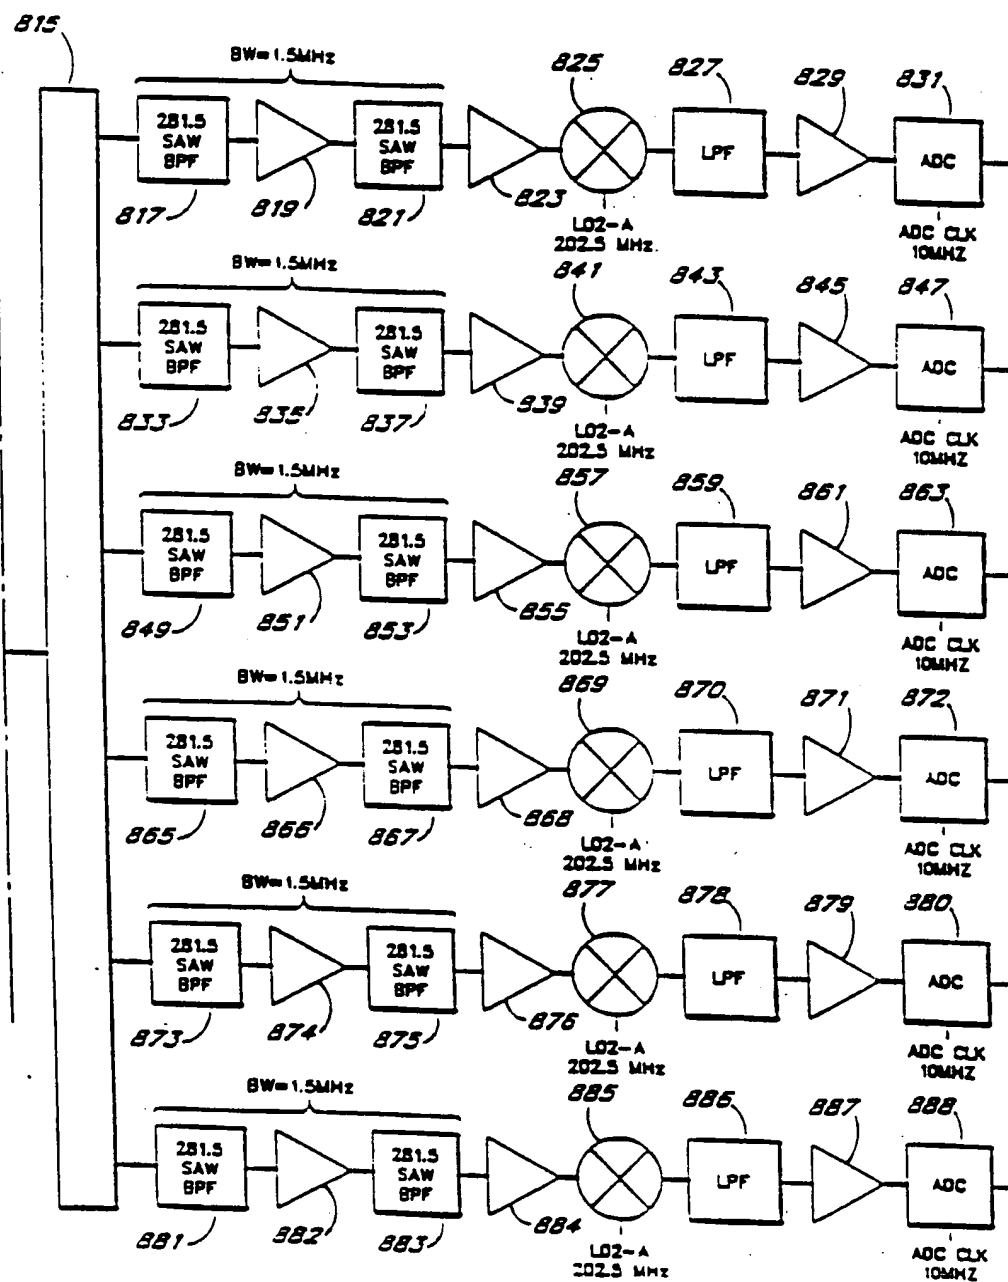 815
BW=1.5MHz
825
827
829
831
281.5
SAW
BPF
281.5
SAW
BPF
LPF
ADC
817
819
821
823
LO2-A
202.5 MHz
ADC CLK
10MHZ
BW=1.5MHz
841
843
845
847
281.5
SAW
BPF
281.5
SAW
BPF
LPF
ADC
833
835
837
839
LO2-A
202.5 MHz
ADC CLK
10MHZ
BW=1.5MHz
857
859
861
863
281.5
SAW
BPF
281.5
SAW
BPF
LPF
ADC
849
851
853
855
LO2-A
202.5 MHz
ADC CLK
10MHZ
BW=1.5MHz
869
870
871
872
281.5
SAW
BPF
281.5
SAW
BPF
LPF
ADC
865
866
867
868
LO2-A
202.5 MHz
ADC CLK
10MHZ
BW=1.5MHz
877
878
879
880
281.5
SAW
BPF
281.5
SAW
BPF
LPF
ADC
873
874
875
876
LO2-A
202.5 MHz
ADC CLK
10MHZ
BW=1.5MHz
885
886
887
888
281.5
SAW
BPF
281.5
SAW
BPF
LPF
ADC
881
882
883
884
LO2-A
202.5 MHz
ADC CLK
10MHZ